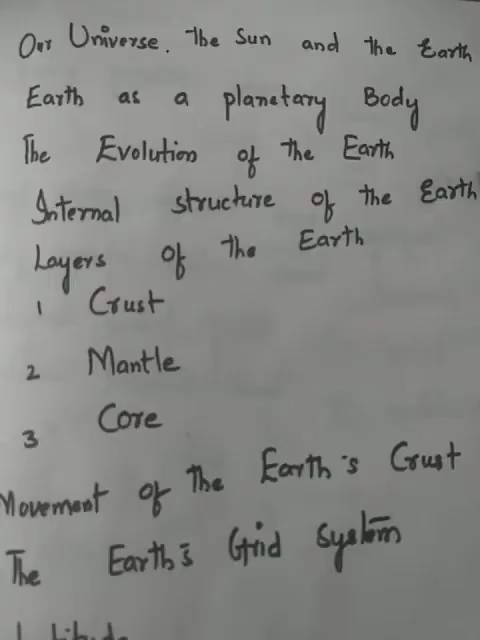 Our Universe. The Sun and the Earth
Earth as a planetary Body
The Evolution of the Earth
Internal structure of the Earth
Layers of the Earth
1 Crust
2 Mantle
3 Core
Movement of the Earth's Crust
The Earth's Grid system